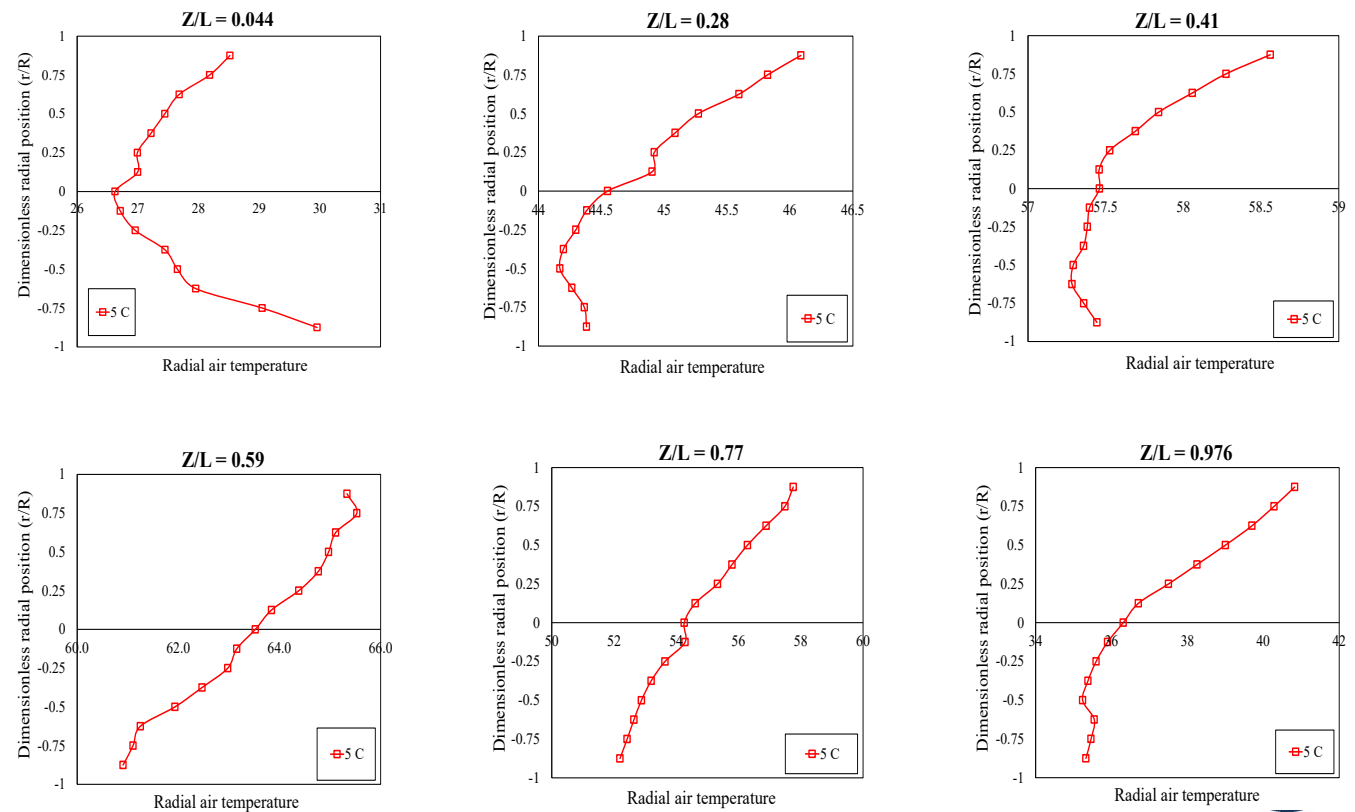 Z/L = 0.044
Dimensionless radial position (r/R)
1
0.75
0.5
0.25
0
-0.25
-0.5
-0.75
-1
26 27 28 29 30 31
5 C
Radial air temperature
Z/L = 0.28
Dimensionless radial position (r/R)
1
0.75
0.5
0.25
0
-0.25
-0.5
-0.75
-1
44 44.5 45 45.5 46 46.5
5 C
Radial air temperature
Z/L = 0.41
Dimensionless radial position (r/R)
1
0.75
0.5
0.25
0
-0.25
-0.5
-0.75
-1
57 57.5 58 58.5 59
5 C
Radial air temperature
Z/L = 0.59
Dimensionless radial position (r/R)
1
0.75
0.5
0.25
0
-0.25
-0.5
-0.75
-1
60.0 62.0 64.0 66.0
5 C
Radial air temperature
Z/L = 0.77
Dimensionless radial position (r/R)
1
0.75
0.5
0.25
0
-0.25
-0.5
-0.75
-1
50 52 54 56 58 60
5 C
Radial air temperature
Z/L = 0.976
Dimensionless radial position (r/R)
1
0.75
0.5
0.25
0
-0.25
-0.5
-0.75
-1
34 36 38 40 42
5 C
Radial air temperature